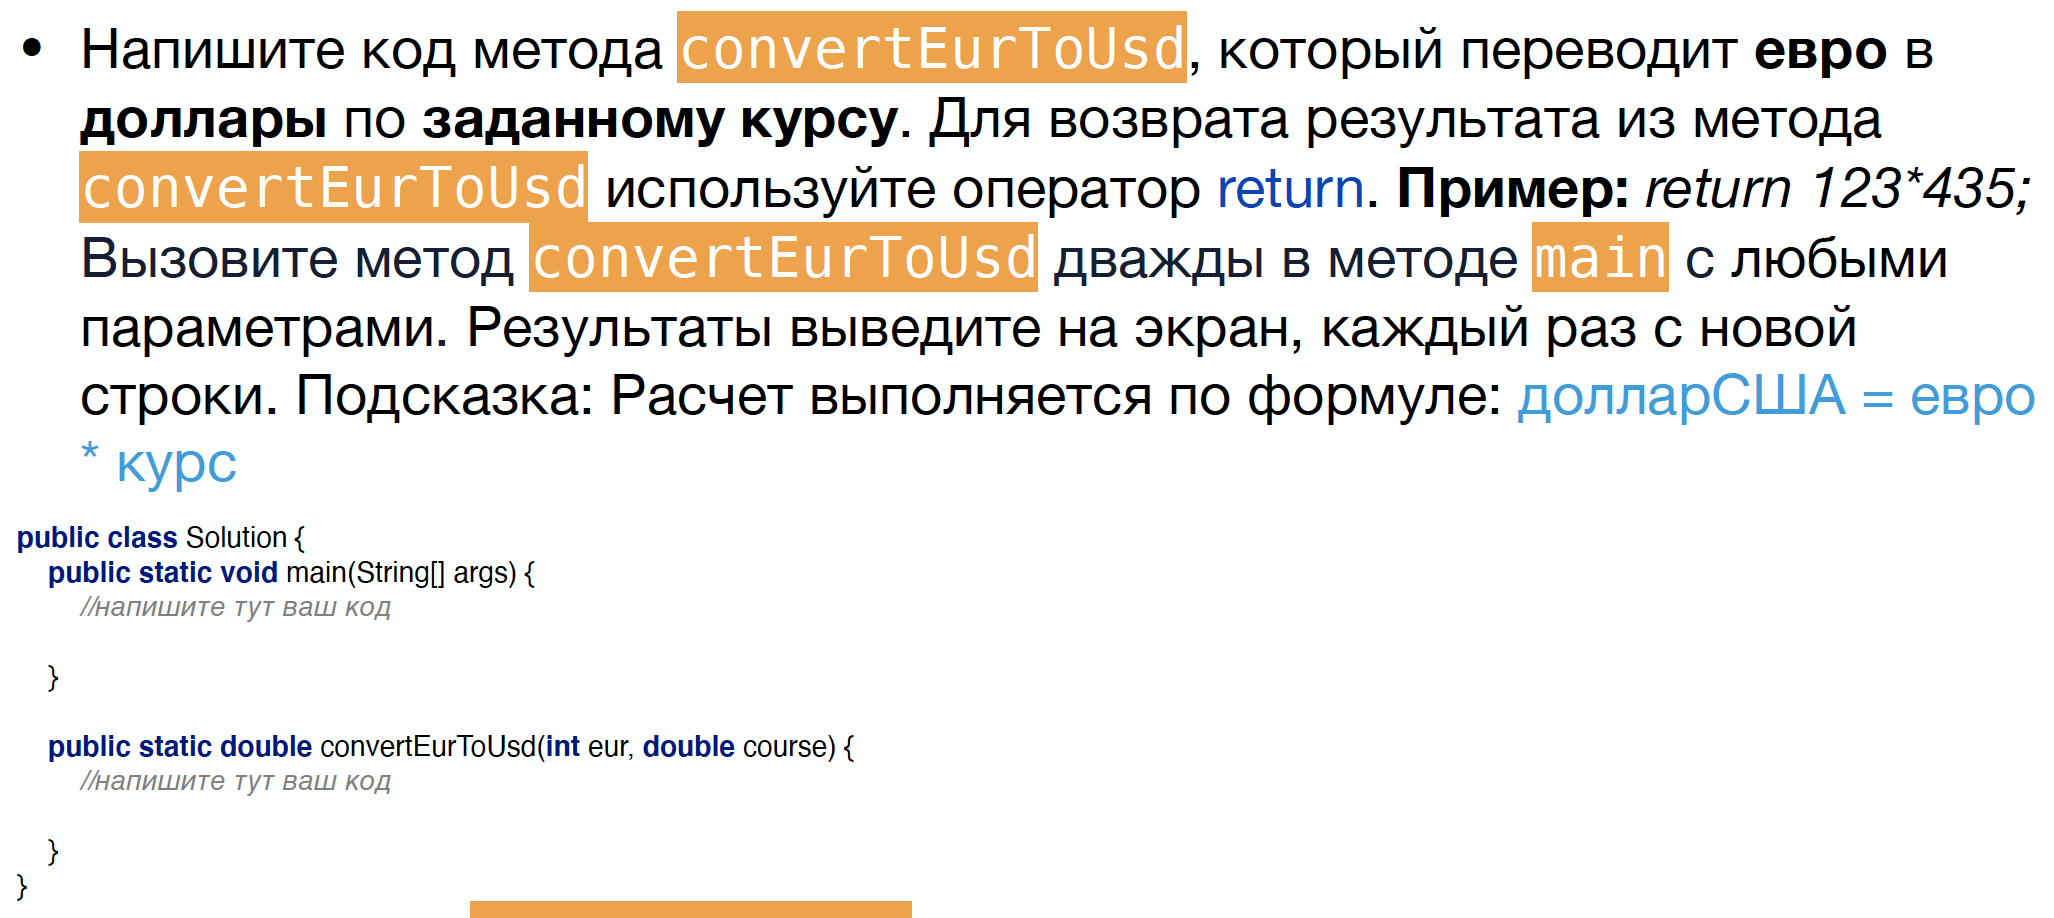 • Напишите код метода convertEurToUsd, который переводит евро в
доллары по заданному курсу. Для возврата результата из метода
convertEurToUsd используйте оператор return. Пример: return 123*435;
Вызовите метод convertEurToUsd дважды в методе main с любыми
параметрами. Результаты выведите на экран, каждый раз с новой
строки. Подсказка: Расчет выполняется по формуле: долларСША = евро
* курс
public class Solution {
public static void main(String[] args) {
//напишите тут ваш код
}
public static double convertEurToUsd(int eur, double course) {
//напишите тут ваш код
}
}